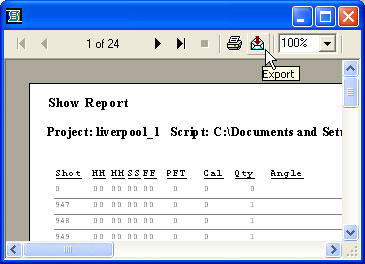 1 of 24
100%
Export
Show Report
Project: liverpool_1 Script: C:\Documents and Sett
Shot HH MM SS FF PFT Cal Qty Angle
0 00 00 00 00 0 0 0
947 00 00 00 00 0 0 1
948 00 00 00 00 0 0 1
949 00 00 00 00 0 0 1